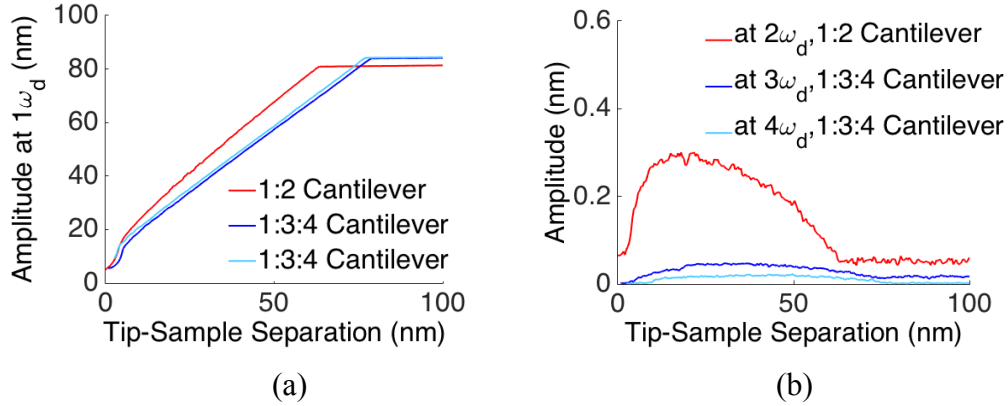 100
80
60
40
20
0
Amplitude at 1ω_d (nm)
1:2 Cantilever
1:3:4 Cantilever
1:3:4 Cantilever
0 50 100
Tip-Sample Separation (nm)
(a)
0.6
0.4
0.2
0
Amplitude (nm)
at 2ω_d,1:2 Cantilever
at 3ω_d,1:3:4 Cantilever
at 4ω_d,1:3:4 Cantilever
0 50 100
Tip-Sample Separation (nm)
(b)